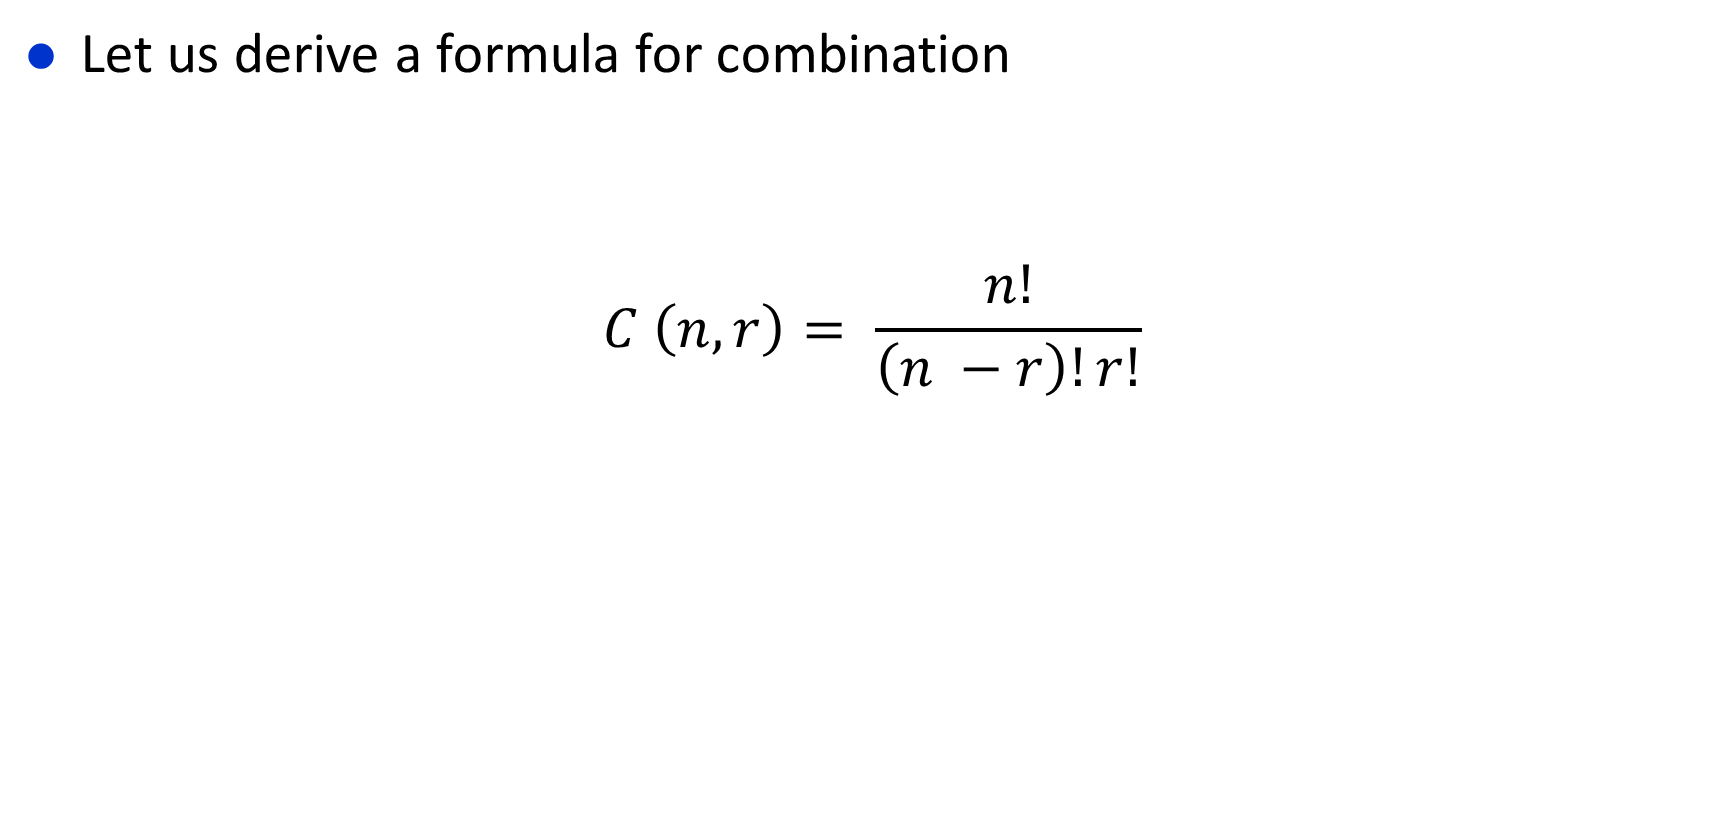 ● Let us derive a formula for combination
C (n, r) = n! / (n − r)! r!